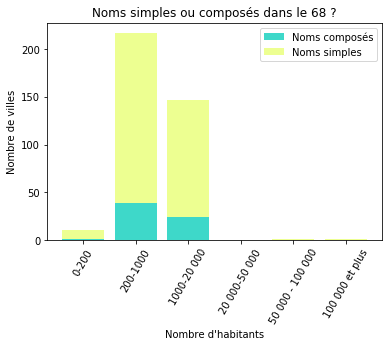 Noms simples ou composés dans le 68 ?
Noms composés
Noms simples
Nombre de villes
200
150
100
50
0
0-200
200-1000
1000-20 000
20 000-50 000
50 000 - 100 000
100 000 et plus
Nombre d'habitants